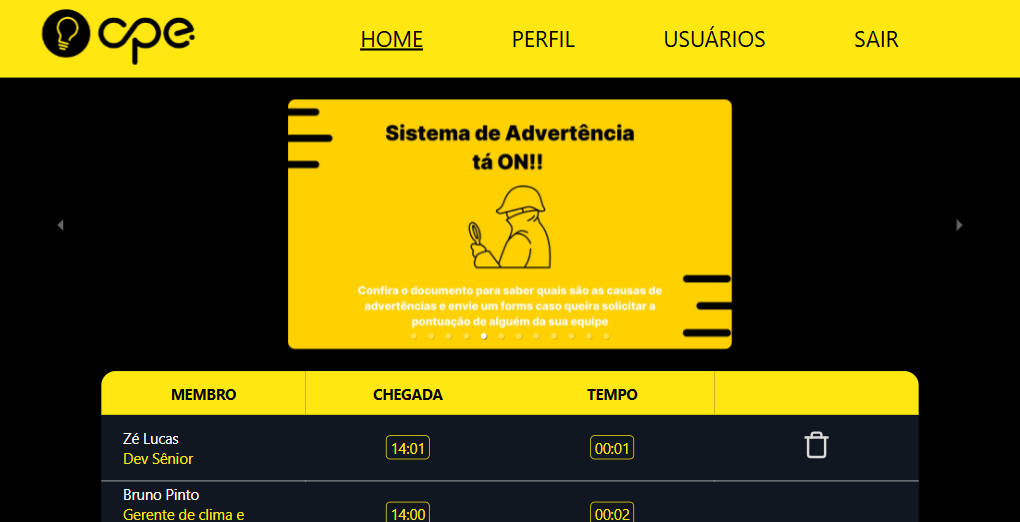 cpe
HOME PERFIL USUÁRIOS SAIR
Sistema de Advertência
tá ON!!
Confira o documento para saber quais são as causas de
advertências e envie um forms caso queira solicitar a
pontuação de alguém da sua equipe
MEMBRO CHEGADA TEMPO
Zé Lucas
Dev Sênior
14:01 00:01
Bruno Pinto
Gerente de clima e
14:00 00:02